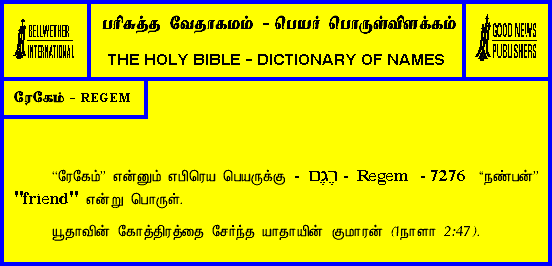 BELLWETHER
INTERNATIONAL
பரிசுத்த வேதாகமம் - பெயர் பொருள்விளக்கம்
THE HOLY BIBLE - DICTIONARY OF NAMES
GOOD NEWS
PUBLISHERS
ரேகேம் - REGEM
“ரேகேம்” என்னும் எபிரெய பெயருக்கு - רֶגֶם - Regem - 7276 “நண்பன்”
"friend" என்று பொருள்.
யூதாவின் கோத்திரத்தை சேர்ந்த யாதாயின் குமாரன் (1நாளா 2:47).